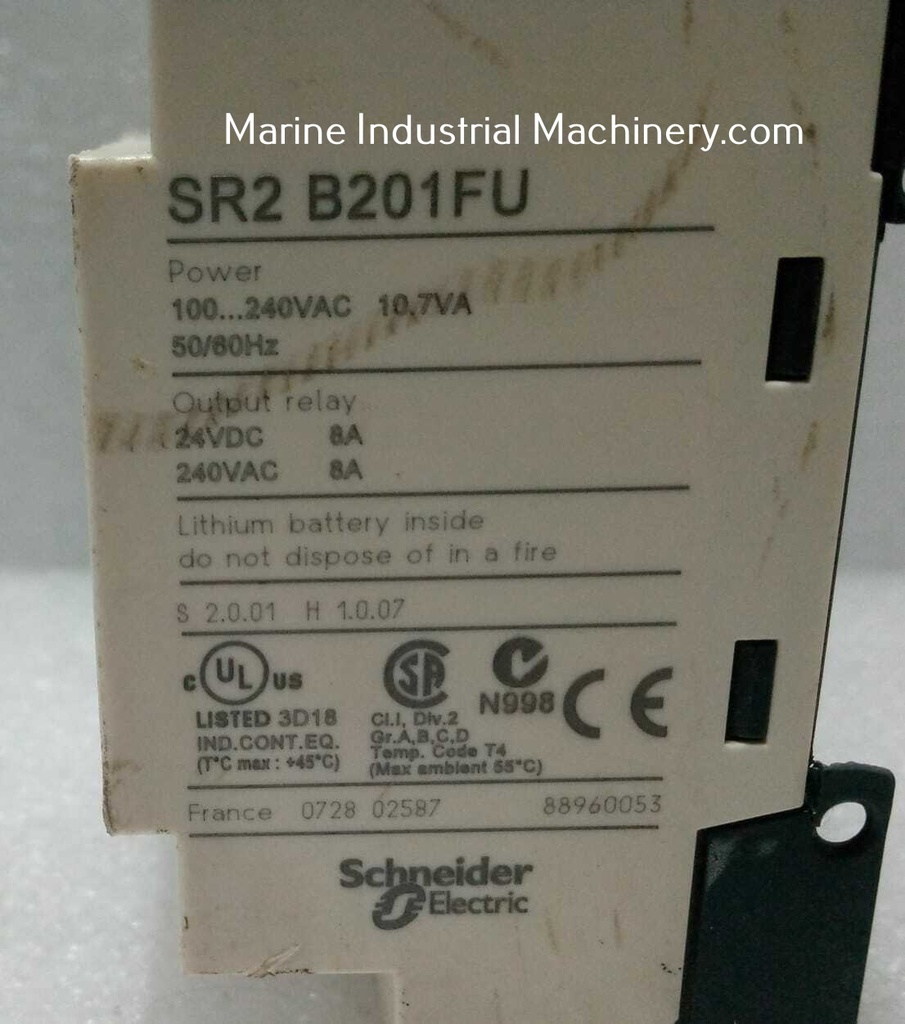 Marine Industrial Machinery.com
SR2 B201FU
Power
100...240VAC 10,7VA
50/60Hz
Output relay
24VDC 8A
240VAC 8A
Lithium battery inside
do not dispose of in a fire
S 2.0.01 H 1.0.07
C UL US
LISTED 3D18
IND.CONT.EQ.
(T°C max : +45°C)
SA
Cl.I, Div.2
Gr.A,B,C,D
Temp. Code T4
(Max ambient 55°C)
N998
CE
France 0728 02587 88960053
Schneider
Electric